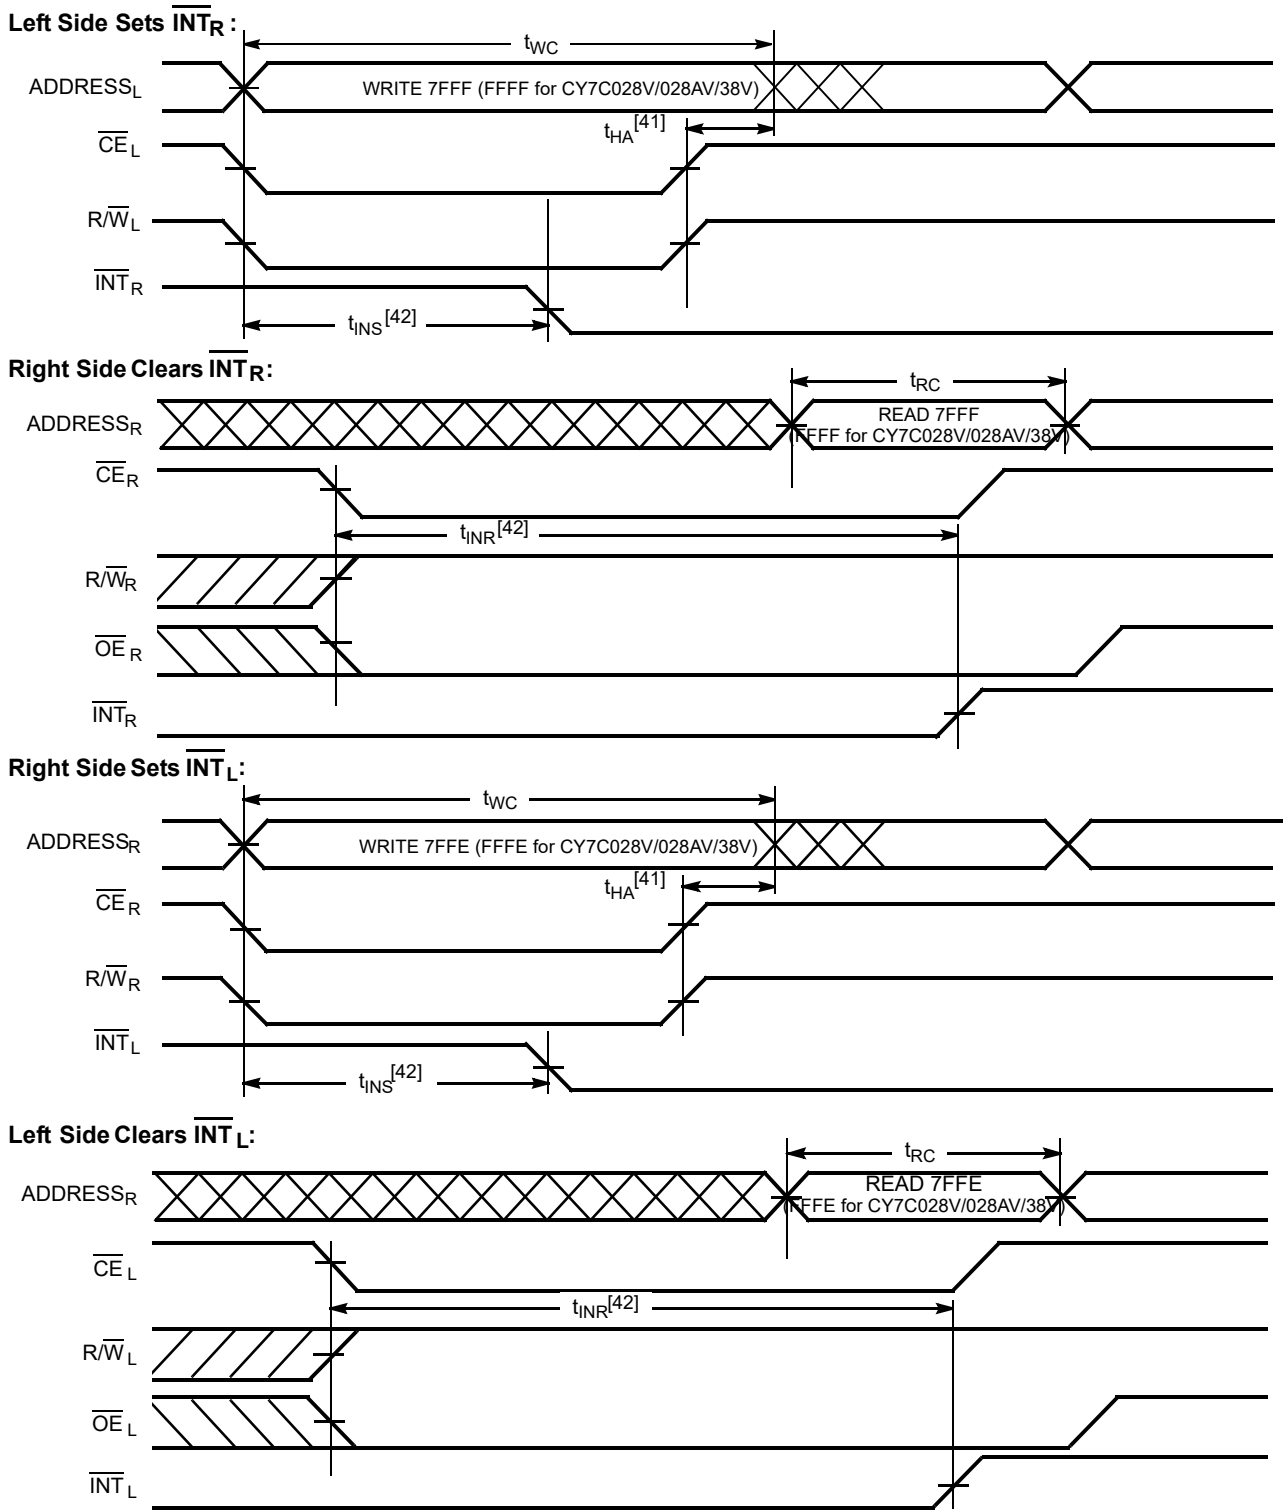 Left Side Sets INTR :
tWC
ADDRESSL
WRITE 7FFF (FFFF for CY7C028V/028AV/38V)
tHA[41]
CEL
R/WL
INTR
tINS[42]
Right Side Clears INTR:
tRC
ADDRESSR
READ 7FFF
(FFFF for CY7C028V/028AV/38V)
CER
tINR[42]
R/WR
OER
INTR
Right Side Sets INTL:
tWC
ADDRESSR
WRITE 7FFE (FFFE for CY7C028V/028AV/38V)
tHA[41]
CER
R/WR
INTL
tINS[42]
Left Side Clears INTL:
tRC
ADDRESSR
READ 7FFE
(FFFE for CY7C028V/028AV/38V)
CEL
tINR[42]
R/WL
OEL
INTL